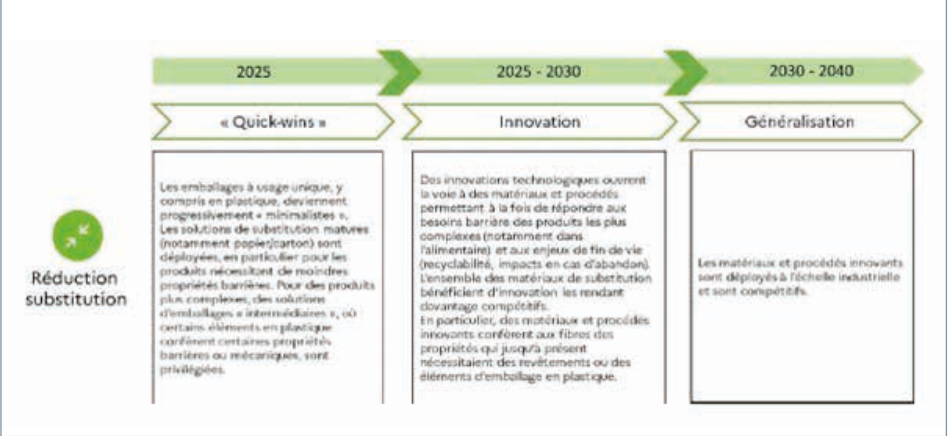 2025
2025 - 2030
2030 - 2040
« Quick-wins »
Innovation
Généralisation
Réduction
substitution
Les emballages à usage unique, y
compris en plastique, deviennent
progressivement « minimalistes ».
Les solutions de substitution matures
(notamment papier/carton) sont
déployées, en particulier pour les
produits nécessitant de moindres
propriétés barrières. Pour des produits
plus complexes, des solutions
d'emballages « intermédiaires », où
certains éléments en plastique
confèrent certaines propriétés
barrières ou mécaniques, sont
privilégiées.
Des innovations technologiques ouvrent
la voie à des matériaux et procédés
permettant à la fois de répondre aux
besoins barrière des produits les plus
complexes (notamment dans
l'alimentaire) et aux enjeux de fin de vie
(recyclabilité, impacts en cas d'abandon).
L'ensemble des matériaux de substitution
bénéficient d'innovation les rendant
davantage compétitifs.
En particulier, des matériaux et procédés
innovants confèrent aux fibres des
propriétés qui jusqu'à présent
nécessitaient des revêtements ou des
éléments d'emballage en plastique.
Les matériaux et procédés innovants
sont déployés à l'échelle industrielle
et sont compétitifs.